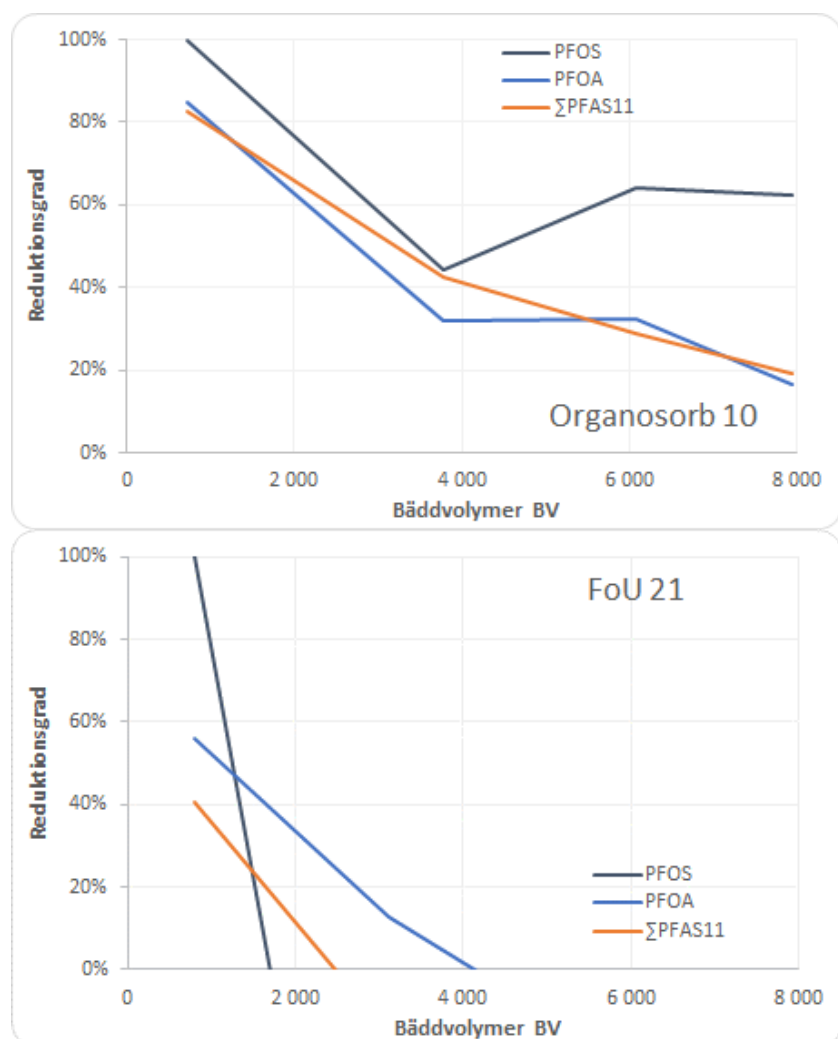 100%
80%
60%
40%
20%
0%
Reduktionsgrad
PFOS
PFOA
∑PFAS11
Organosorb 10
0
2 000
4 000
6 000
8 000
Bäddvolymer BV
100%
80%
60%
40%
20%
0%
Reduktionsgrad
FoU 21
PFOS
PFOA
∑PFAS11
0
2 000
4 000
6 000
8 000
Bäddvolymer BV